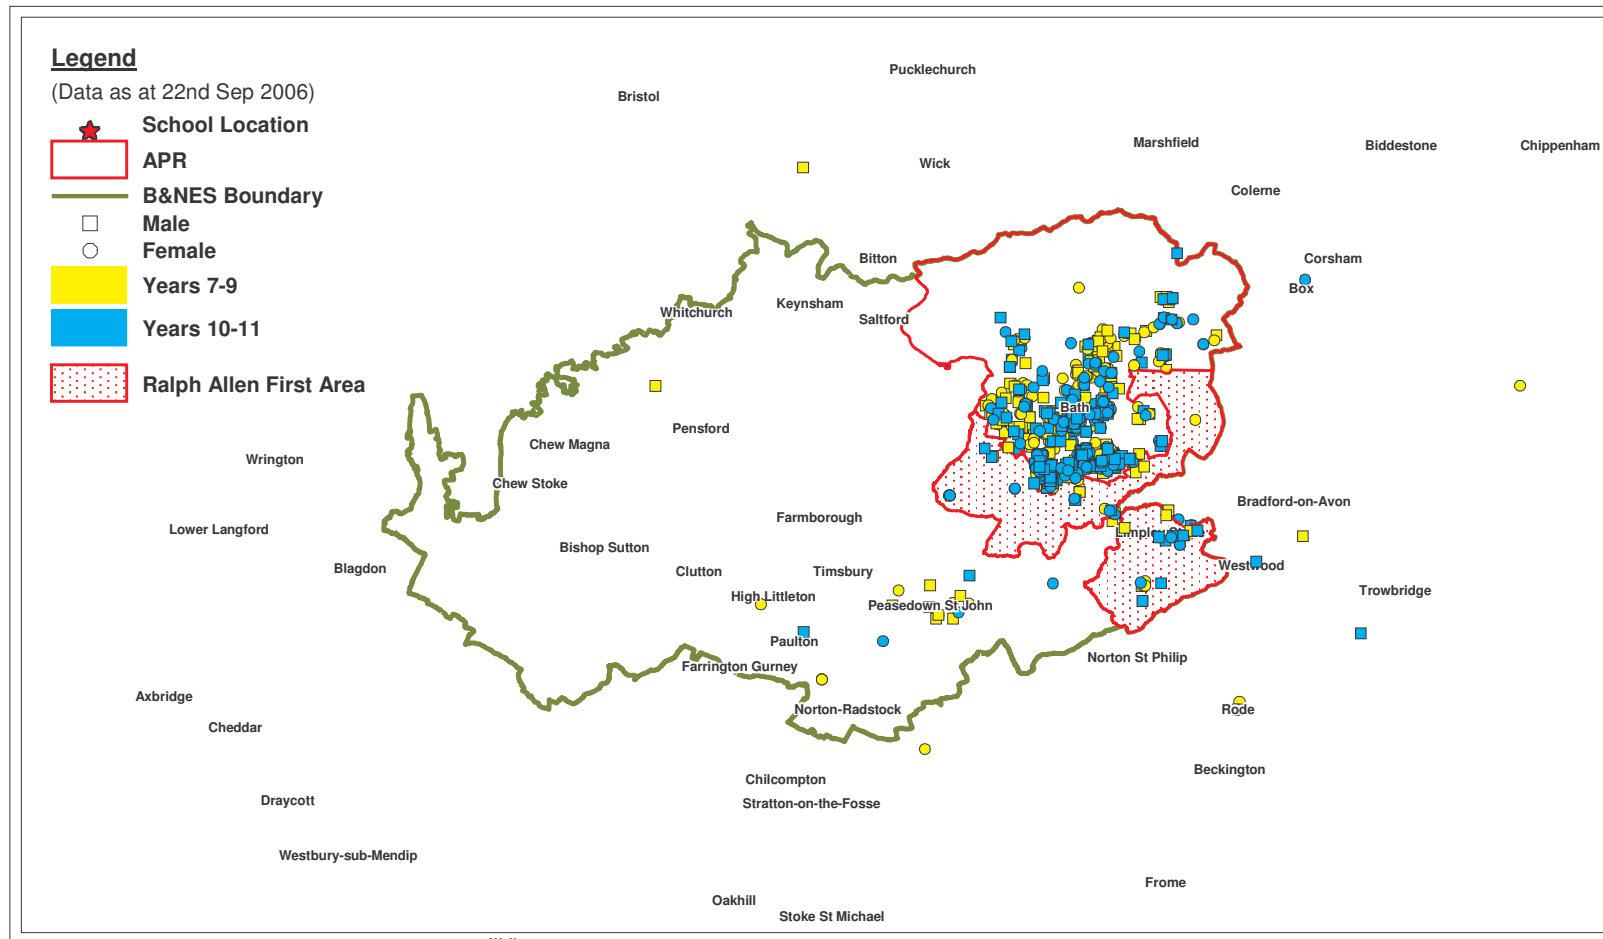 Legend
(Data as at 22nd Sep 2006)
School Location
APR
B&NES Boundary
Male
Female
Years 7-9
Years 10-11
Ralph Allen First Area
Pucklechurch
Bristol
Marshfield
Biddestone
Chippenham
Wick
Colerne
Bitton
Corsham
Box
Keynsham
Whitchurch
Saltford
Bath
Pensford
Chew Magna
Wrington
Chew Stoke
Bradford-on-Avon
Farmborough
Lower Langford
Bishop Sutton
Westwood
Blagdon
Clutton
Timsbury
Trowbridge
High Littleton
Peasedown St John
Paulton
Norton St Philip
Farrington Gurney
Axbridge
Norton-Radstock
Rode
Cheddar
Beckington
Chilcompton
Draycott
Stratton-on-the-Fosse
Westbury-sub-Mendip
Frome
Oakhill
Stoke St Michael